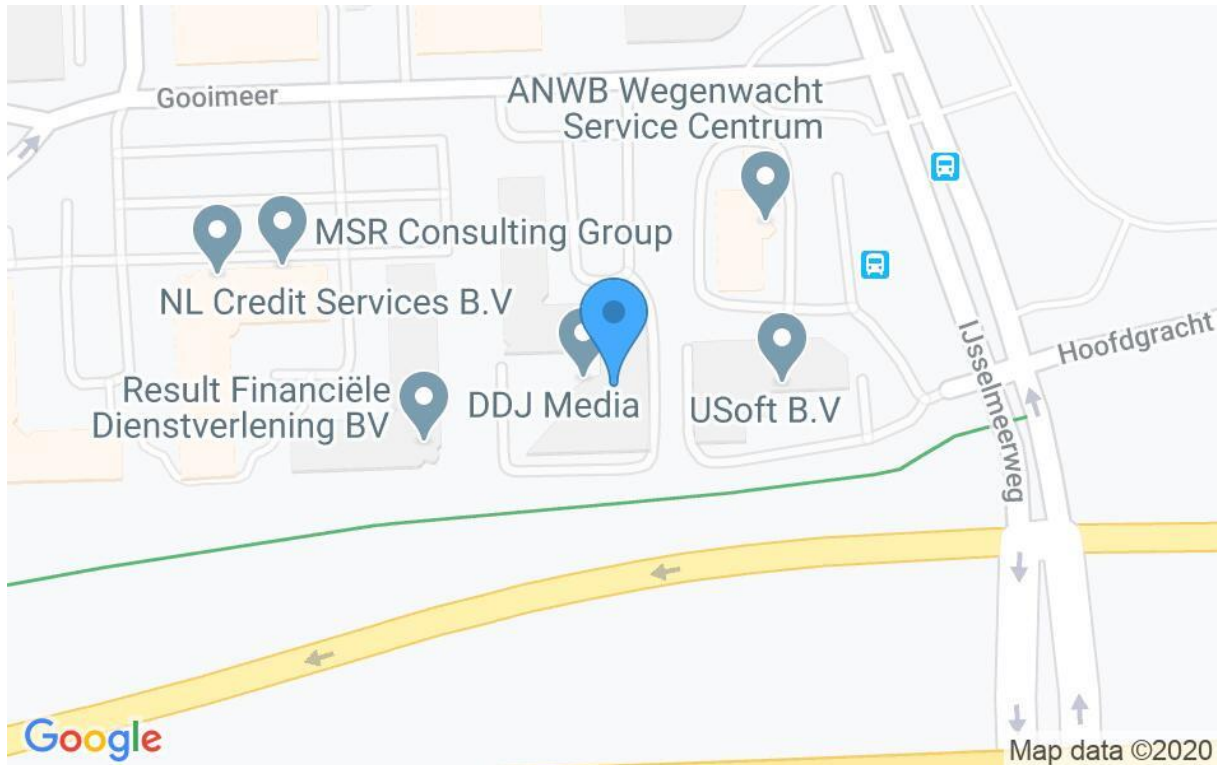 Gooimeer
ANWB Wegenwacht
Service Centrum
MSR Consulting Group
NL Credit Services B.V
Result Financiële
Dienstverlening BV
DDJ Media
USoft B.V
IJsselmeerweg
Hoofdgracht
Google
Map data ©2020